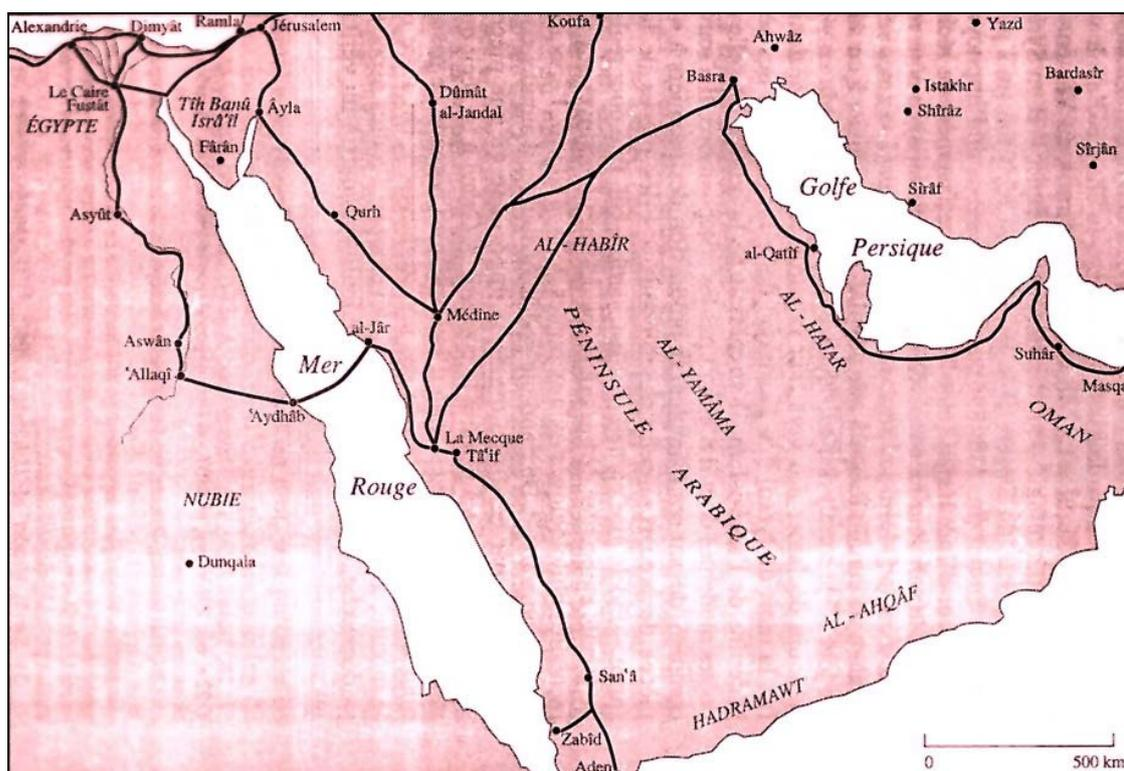 Alexandrie
Dimyât
Ramla
Jérusalem
Koufa
Yazd
Ahwâz
Basra
Istakhr
Bardasîr
Shîrâz
Le Caire
Fustât
ÉGYPTE
Tîh Banû
Isrâ'îl
Âyla
Dûmât
al-Jandal
Fârân
Sîrjân
Golfe
Sîrâf
Asyût
Qurh
AL - HABÎR
al-Qatîf
Persique
Médine
PÉNINSULE
AL - HAJAR
al-Jâr
Mer
AL - YAMÂMA
Suhâr
Aswân
'Allaqî
Masqa
'Aydhâb
OMAN
La Mecque
Tâ'if
Rouge
NUBIE
ARABIQUE
Dunqala
AL - AHQÂF
San'â
HADRAMAWT
Zabîd
Aden
0 500 km